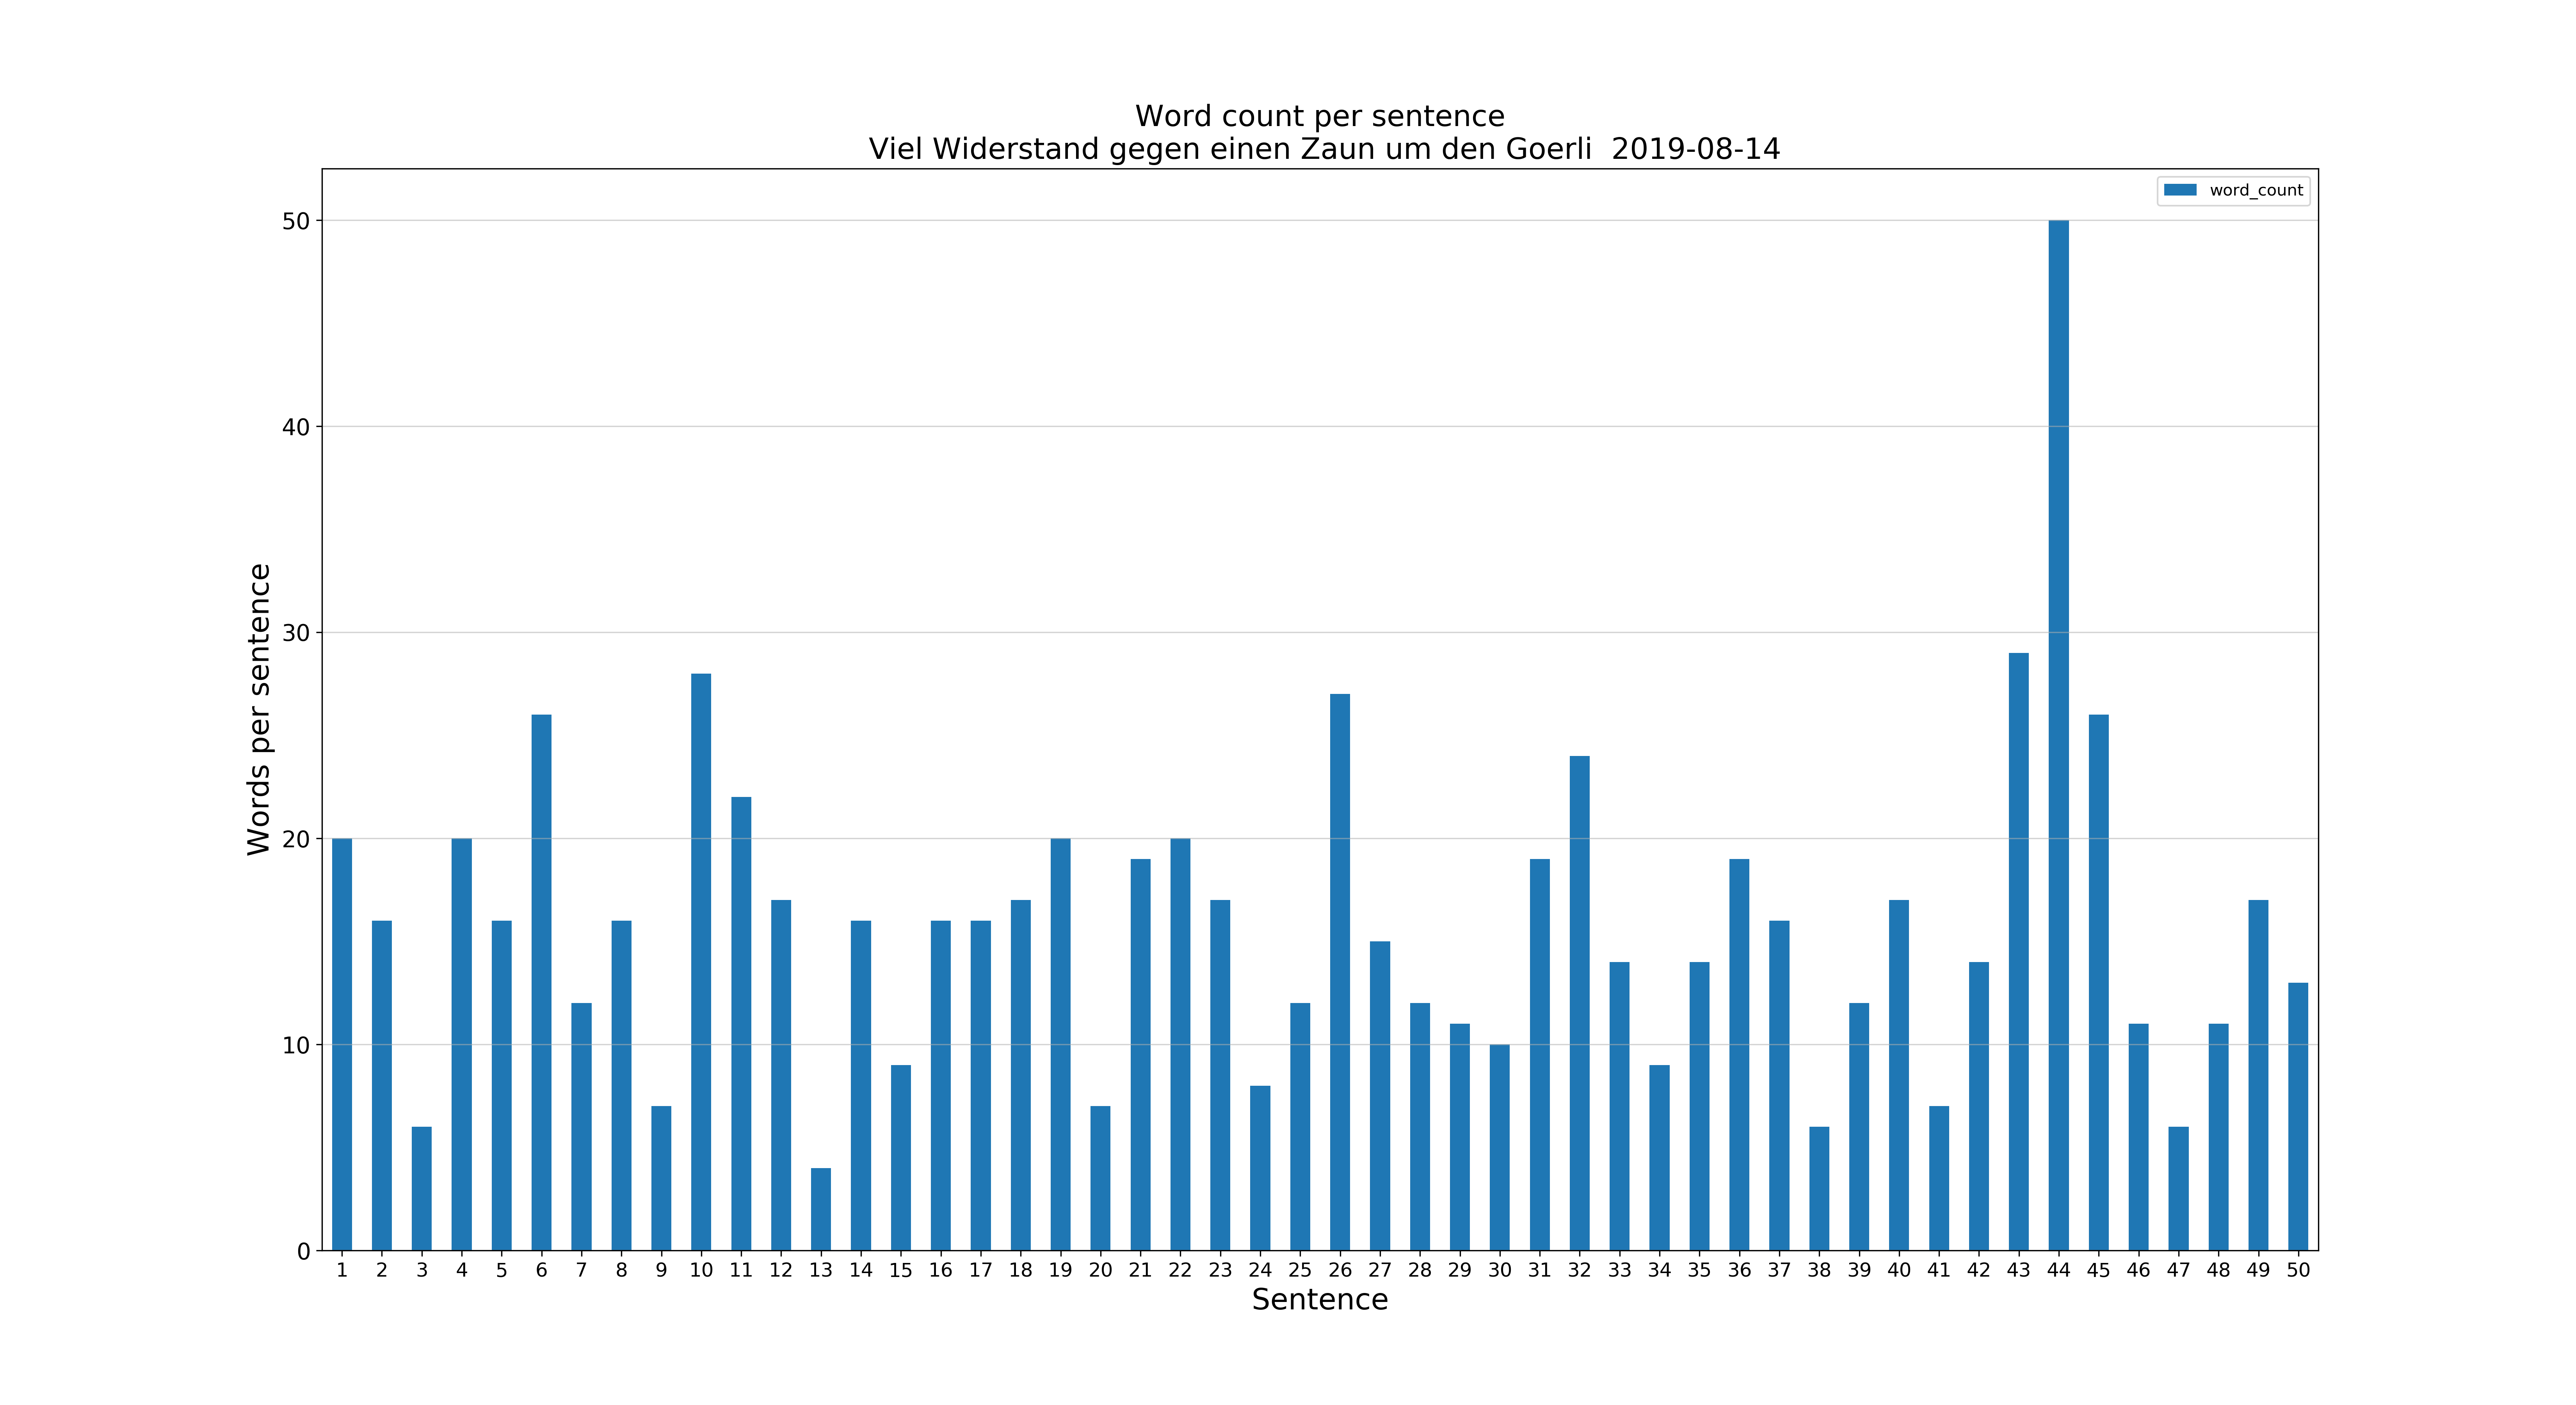 Word count per sentence
Viel Widerstand gegen einen Zaun um den Goerli  2019-08-14
word_count
50
40
30
20
10
0
Words per sentence
1 2 3 4 5 6 7 8 9 10 11 12 13 14 15 16 17 18 19 20 21 22 23 24 25 26 27 28 29 30 31 32 33 34 35 36 37 38 39 40 41 42 43 44 45 46 47 48 49 50
Sentence